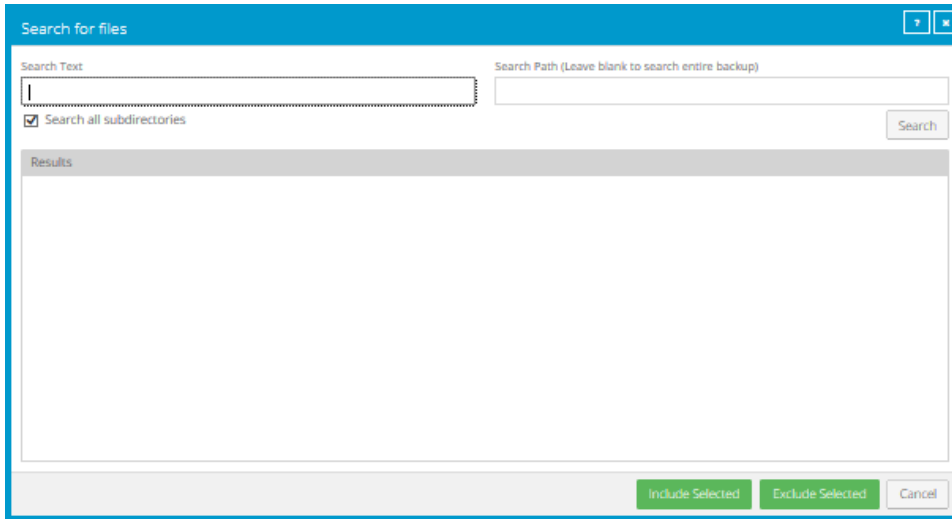 Search for files
?
Search Text
Search Path (Leave blank to search entire backup)
Search all subdirectories
Search
Results
Include Selected
Exclude Selected
Cancel